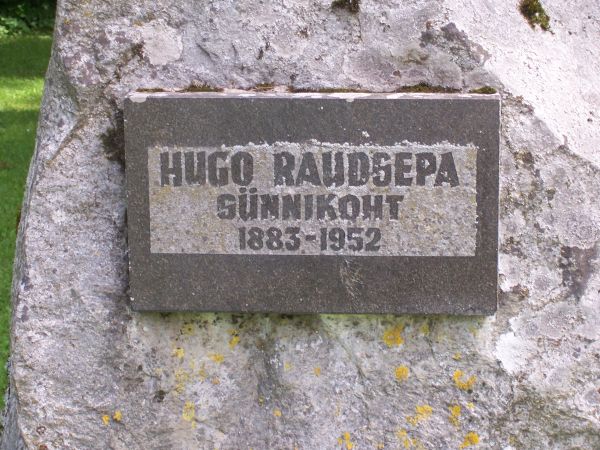 HUGO RAUDSEPA
SÜNNIKOHT
1883-1952